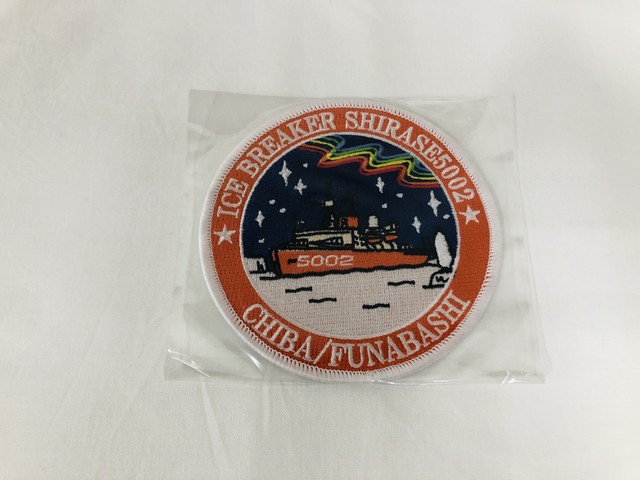 ★ICE BREAKER SHIRASE5002★
5002
CHIBA/FUNABASHI